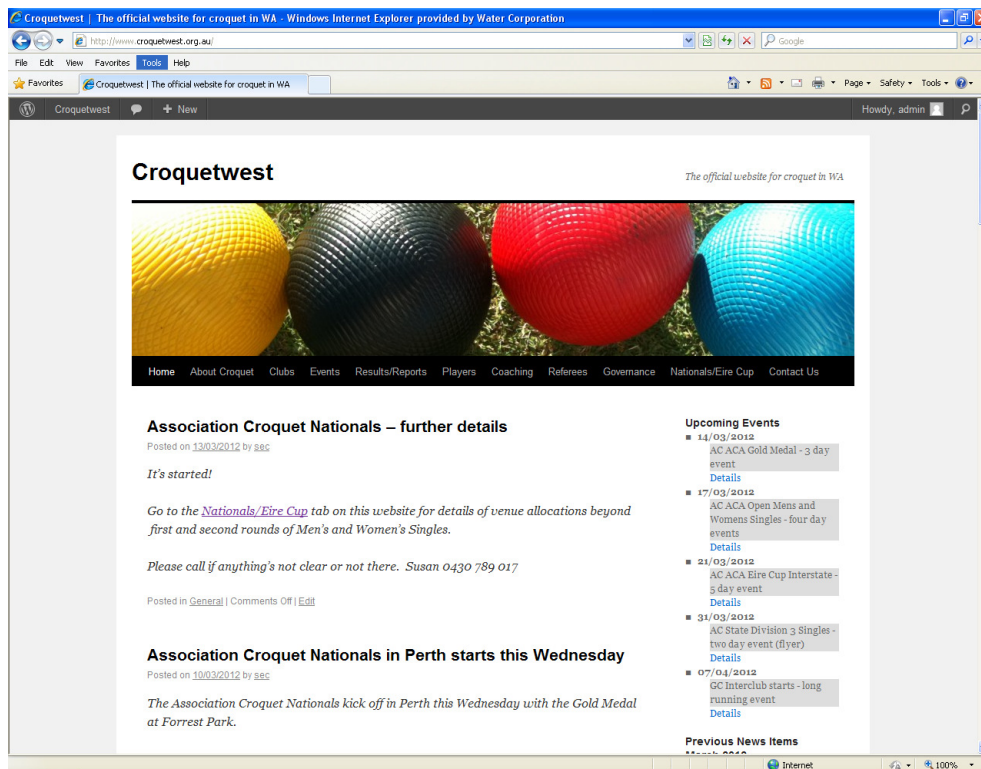 Croquetwest | The official website for croquet in WA - Windows Internet Explorer provided by Water Corporation
http://www.croquetwest.org.au/
Google
File Edit View Favorites Tools Help
Favorites
Croquetwest | The official website for croquet in WA
Page Safety Tools
Croquetwest
+ New
Howdy, admin
Croquetwest
The official website for croquet in WA
Home About Croquet Clubs Events Results/Reports Players Coaching Referees Governance Nationals/Eire Cup Contact Us
Association Croquet Nationals – further details
Posted on 13/03/2012 by sec
It's started!
Go to the Nationals/Eire Cup tab on this website for details of venue allocations beyond
first and second rounds of Men's and Women's Singles.
Please call if anything's not clear or not there. Susan 0430 789 017
Posted in General | Comments Off | Edit
Association Croquet Nationals in Perth starts this Wednesday
Posted on 10/03/2012 by sec
The Association Croquet Nationals kick off in Perth this Wednesday with the Gold Medal
at Forrest Park.
Upcoming Events
14/03/2012
AC ACA Gold Medal - 3 day
event
Details
17/03/2012
AC ACA Open Mens and
Womens Singles - four day
events
Details
21/03/2012
AC ACA Eire Cup Interstate -
5 day event
Details
31/03/2012
AC State Division 3 Singles -
two day event (flyer)
Details
07/04/2012
GC Interclub starts - long
running event
Details
Previous News Items
March 2012
Internet
100%